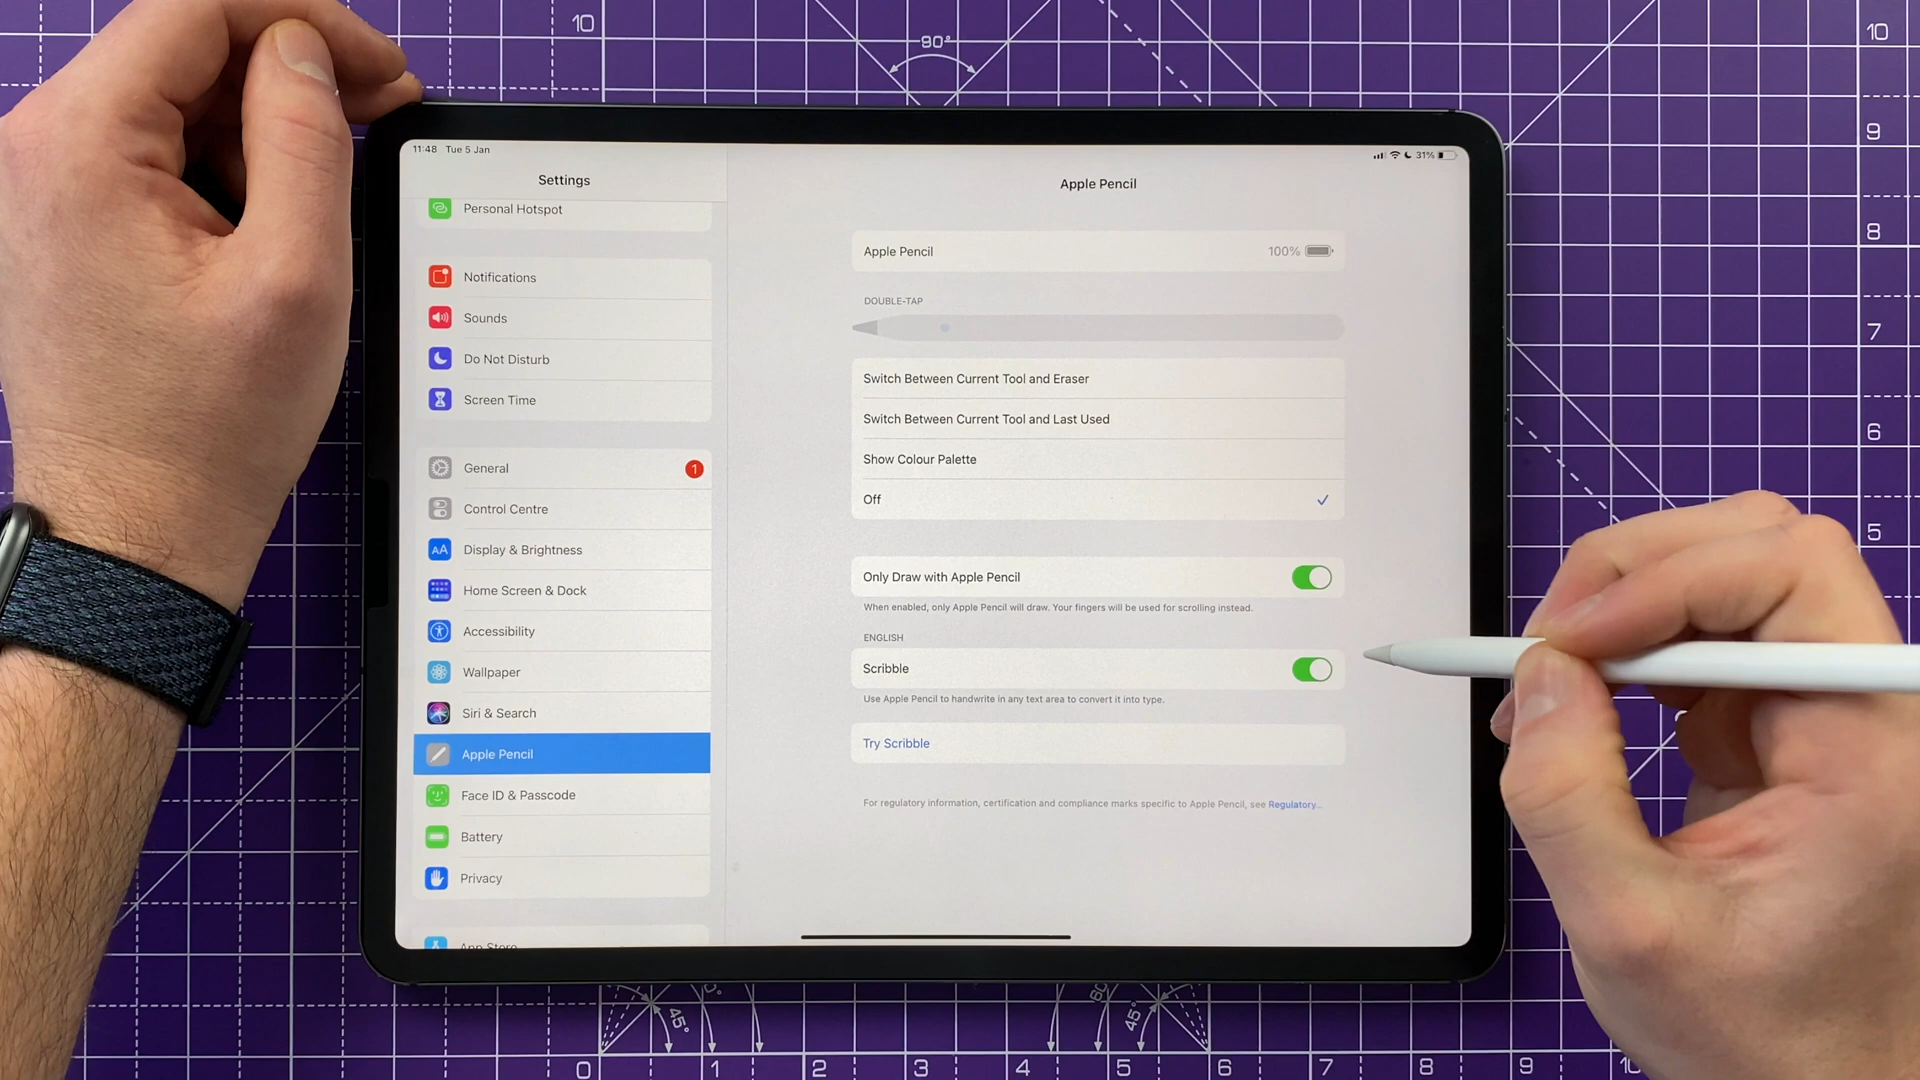 10
90°
10
9
8
7
6
5
11:48 Tue 5 Jan
31%
Settings
Personal Hotspot
Notifications
Sounds
Do Not Disturb
Screen Time
General
1
Control Centre
AA
Display & Brightness
Home Screen & Dock
Accessibility
Wallpaper
Siri & Search
Apple Pencil
Face ID & Passcode
Battery
Privacy
App Store
Apple Pencil
Apple Pencil 100%
DOUBLE-TAP
Switch Between Current Tool and Eraser
Switch Between Current Tool and Last Used
Show Colour Palette
Off
Only Draw with Apple Pencil
When enabled, only Apple Pencil will draw. Your fingers will be used for scrolling instead.
ENGLISH
Scribble
Use Apple Pencil to handwrite in any text area to convert it into type.
Try Scribble
For regulatory information, certification and compliance marks specific to Apple Pencil, see Regulatory...
45°
45°
0 1 2 3 4 5 6 7 8 9 10